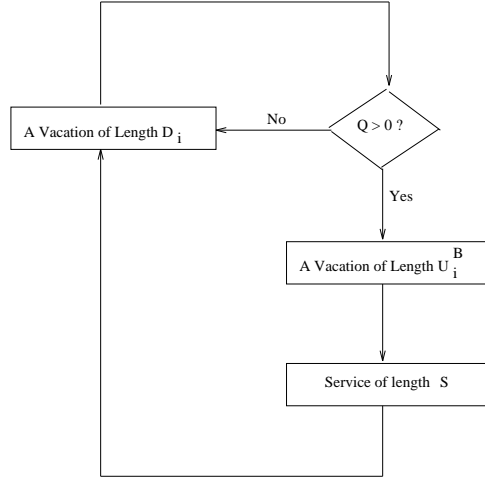 Q > 0 ?
No
A Vacation of Length D i
Yes
A Vacation of Length U i B
Service of length S